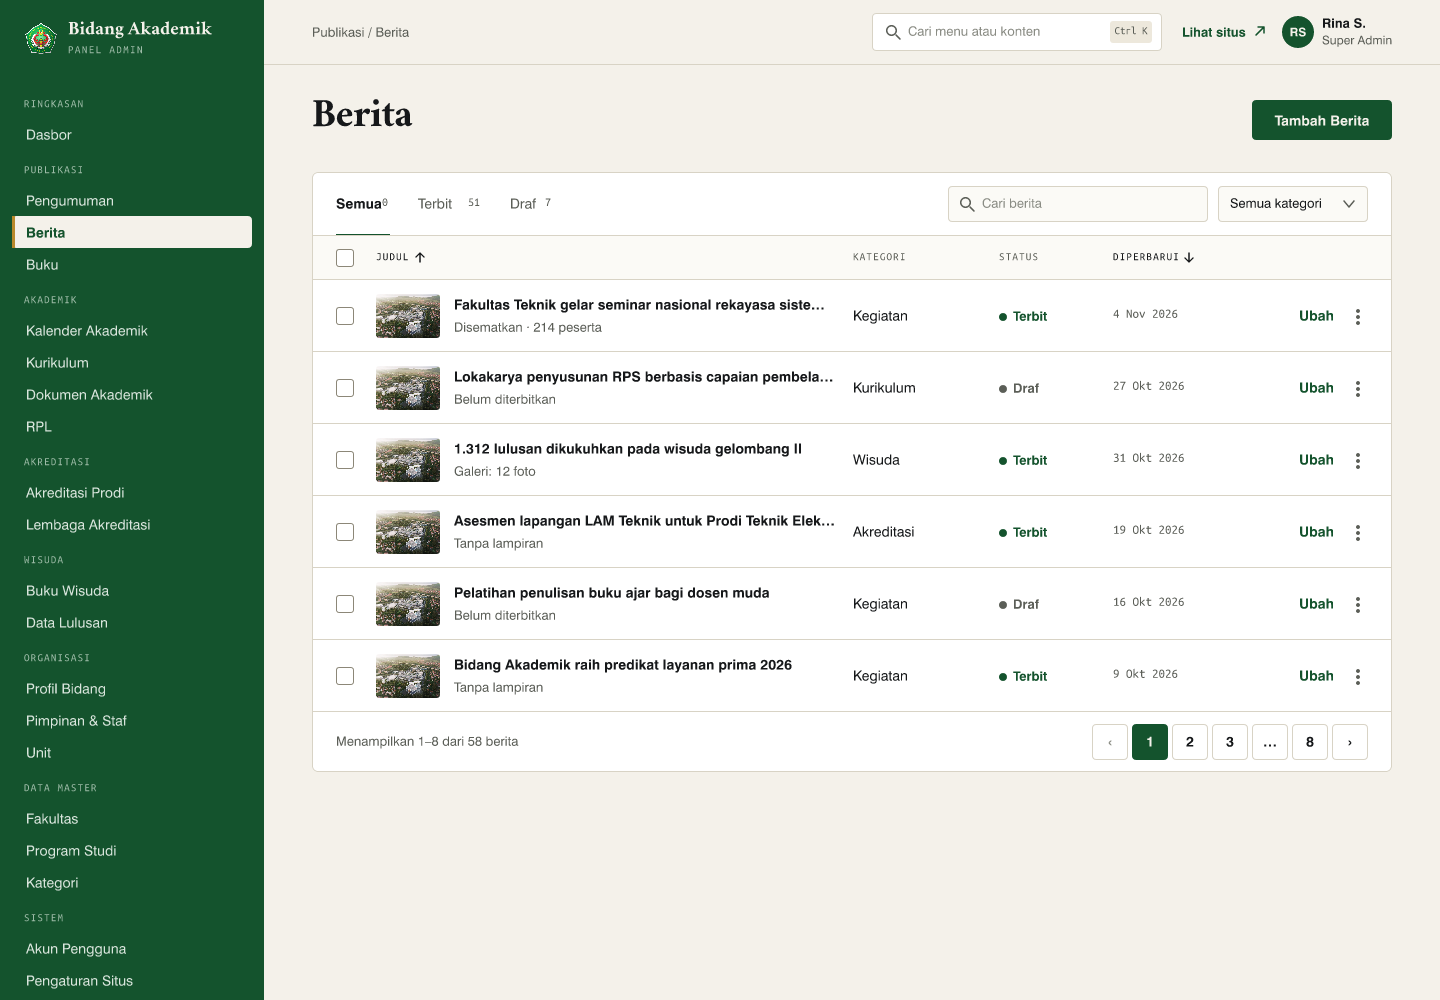 Bidang Akademik
PANEL ADMIN
RINGKASAN
Dasbor
PUBLIKASI
Pengumuman
Berita
Buku
AKADEMIK
Kalender Akademik
Kurikulum
Dokumen Akademik
RPL
AKREDITASI
Akreditasi Prodi
Lembaga Akreditasi
WISUDA
Buku Wisuda
Data Lulusan
ORGANISASI
Profil Bidang
Pimpinan & Staf
Unit
DATA MASTER
Fakultas
Program Studi
Kategori
SISTEM
Akun Pengguna
Pengaturan Situs
Publikasi / Berita
Cari menu atau konten Ctrl K
Lihat situs
RS
Rina S.
Super Admin
Berita
Tambah Berita
Semua 0 Terbit 51 Draf 7
Cari berita
Semua kategori
JUDUL KATEGORI STATUS DIPERBARUI
Fakultas Teknik gelar seminar nasional rekayasa siste…
Disematkan · 214 peserta
Kegiatan Terbit 4 Nov 2026 Ubah
Lokakarya penyusunan RPS berbasis capaian pembela…
Belum diterbitkan
Kurikulum Draf 27 Okt 2026 Ubah
1.312 lulusan dikukuhkan pada wisuda gelombang II
Galeri: 12 foto
Wisuda Terbit 31 Okt 2026 Ubah
Asesmen lapangan LAM Teknik untuk Prodi Teknik Elek…
Tanpa lampiran
Akreditasi Terbit 19 Okt 2026 Ubah
Pelatihan penulisan buku ajar bagi dosen muda
Belum diterbitkan
Kegiatan Draf 16 Okt 2026 Ubah
Bidang Akademik raih predikat layanan prima 2026
Tanpa lampiran
Kegiatan Terbit 9 Okt 2026 Ubah
Menampilkan 1–8 dari 58 berita
‹ 1 2 3 … 8 ›